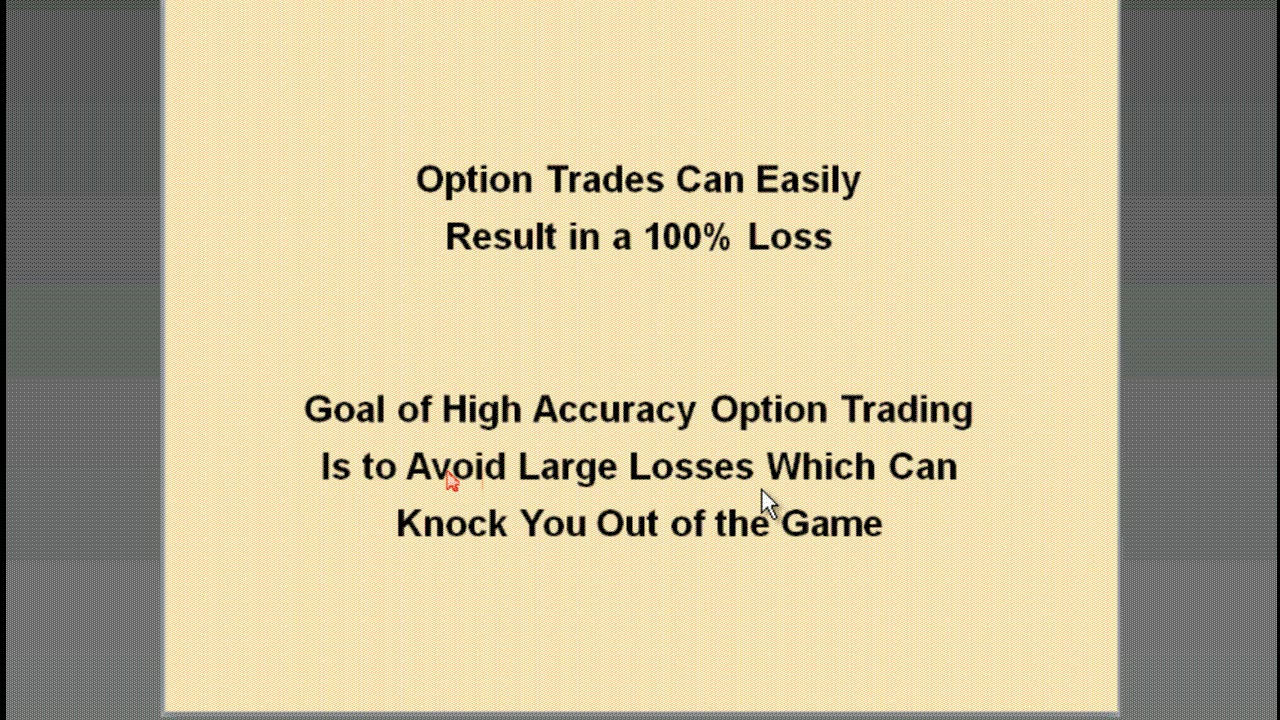 Option Trades Can Easily
Result in a 100% Loss
Goal of High Accuracy Option Trading
Is to Avoid Large Losses Which Can
Knock You Out of the Game